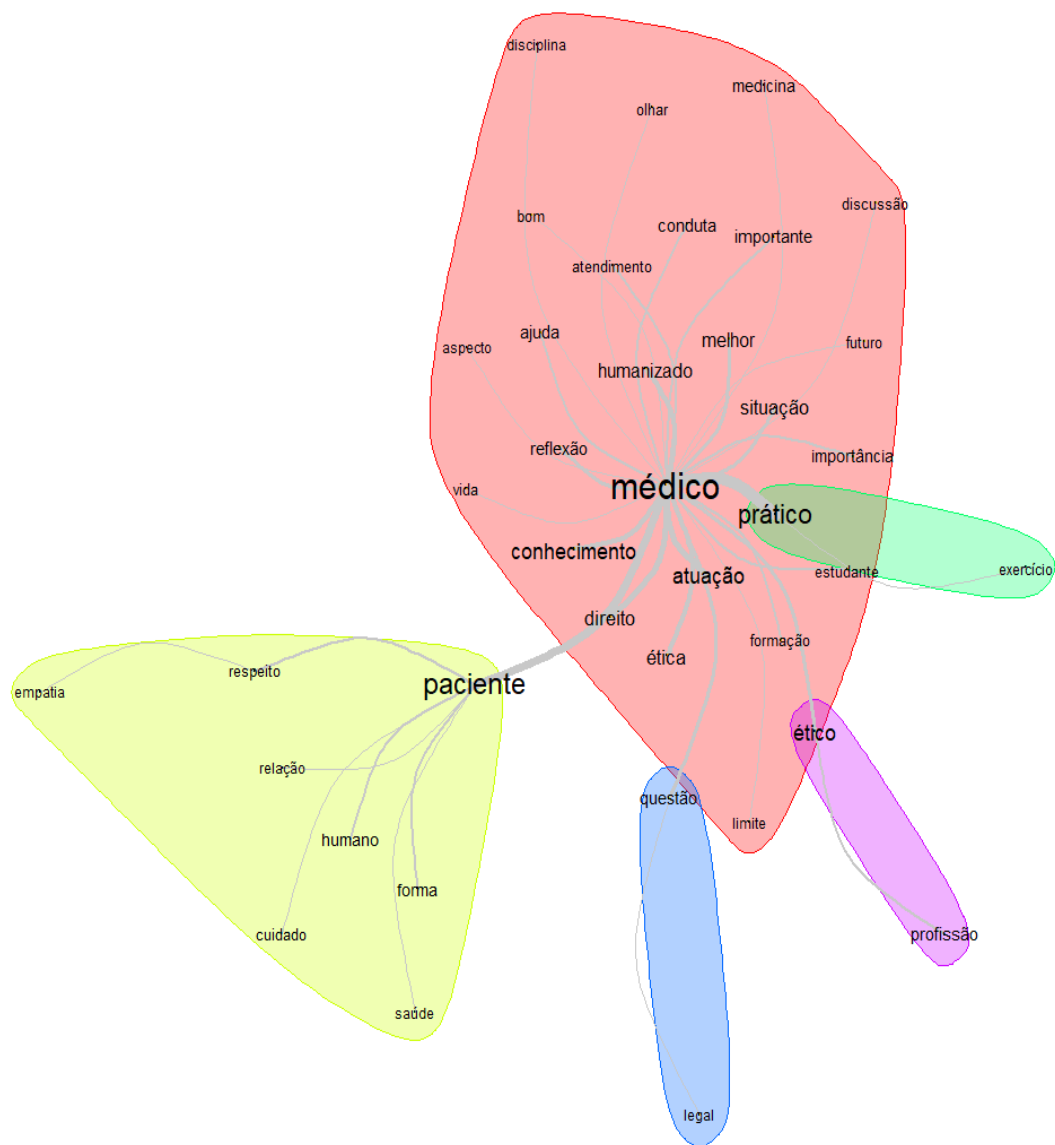 disciplina
medicina
olhar
discussão
bom
conduta
importante
atendimento
ajuda
melhor
futuro
aspecto
humanizado
situação
reflexão
importância
médico
vida
prático
conhecimento
atuação
estudante
exercício
direito
formação
ética
respeito
paciente
empatia
ético
relação
questão
limite
humano
forma
cuidado
profissão
saúde
legal